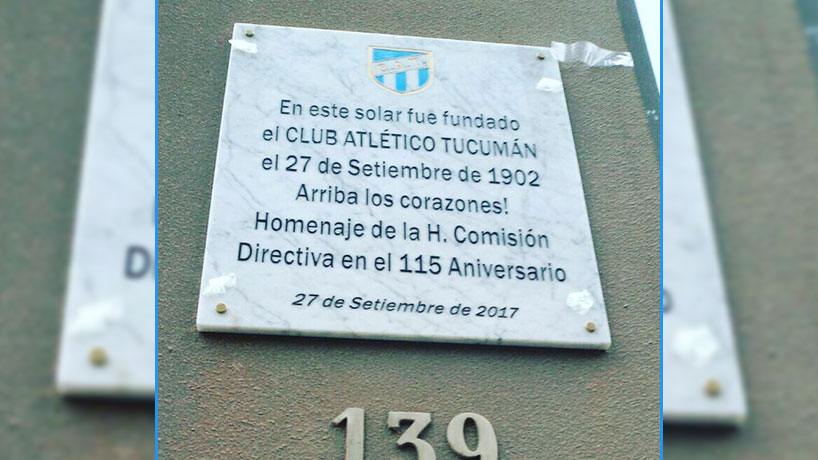 En este solar fué fundado
el CLUB ATLÉTICO TUCUMÁN
el 27 de Setiembre de 1902
Arriba los corazones!
Homenaje de la H. Comisión
Directiva en el 115 Aniversario
27 de Setiembre de 2017
139